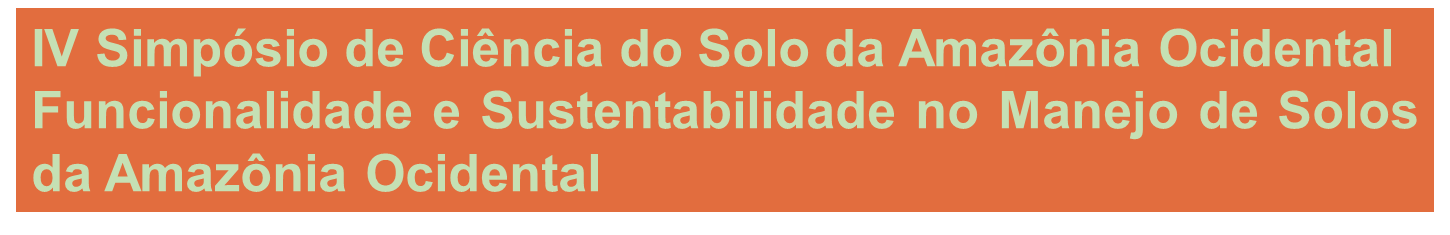 IV Simpósio de Ciência do Solo da Amazônia Ocidental
Funcionalidade e Sustentabilidade no Manejo de Solos
da Amazônia Ocidental